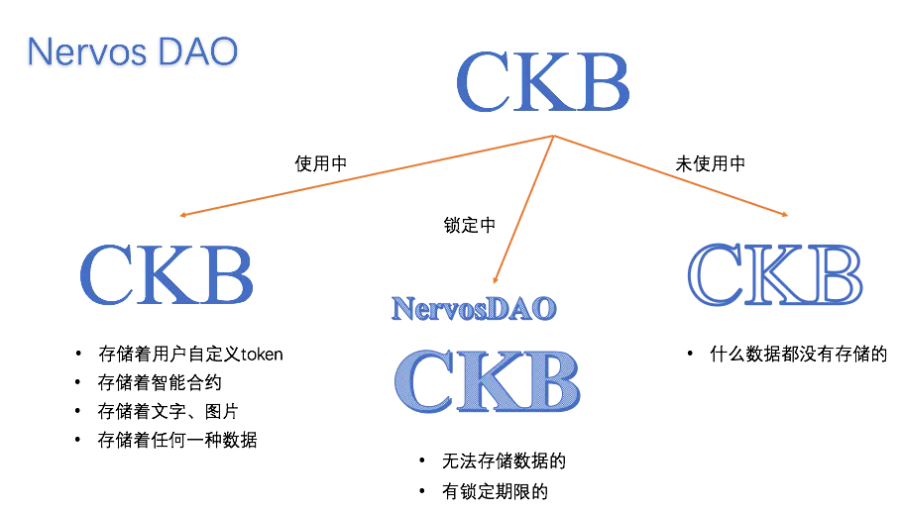 Nervos DAO
CKB
使用中
未使用中
锁定中
CKB
• 存储着用户自定义token
• 存储着智能合约
• 存储着文字、图片
• 存储着任何一种数据
NervosDAO
CKB
• 无法存储数据的
• 有锁定期限的
CKB
• 什么数据都没有存储的